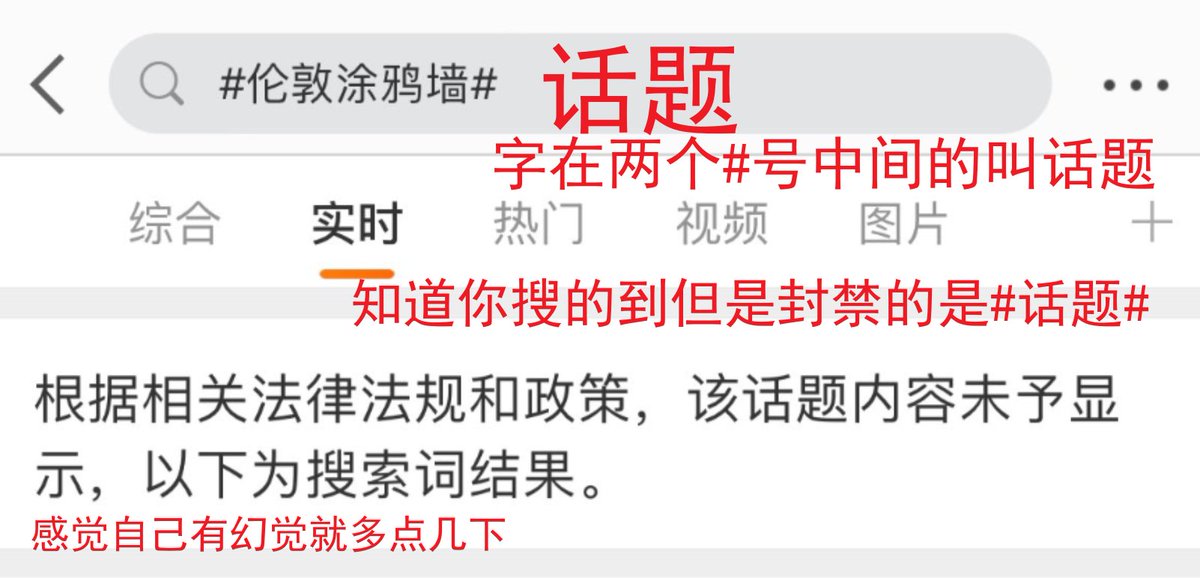 #伦敦涂鸦墙#
话题
字在两个#号中间的叫话题
综合 实时 热门 视频 图片
知道你搜的到但是封禁的是#话题#
根据相关法律法规和政策，该话题内容未予显
示，以下为搜索词结果。
感觉自己有幻觉就多点几下